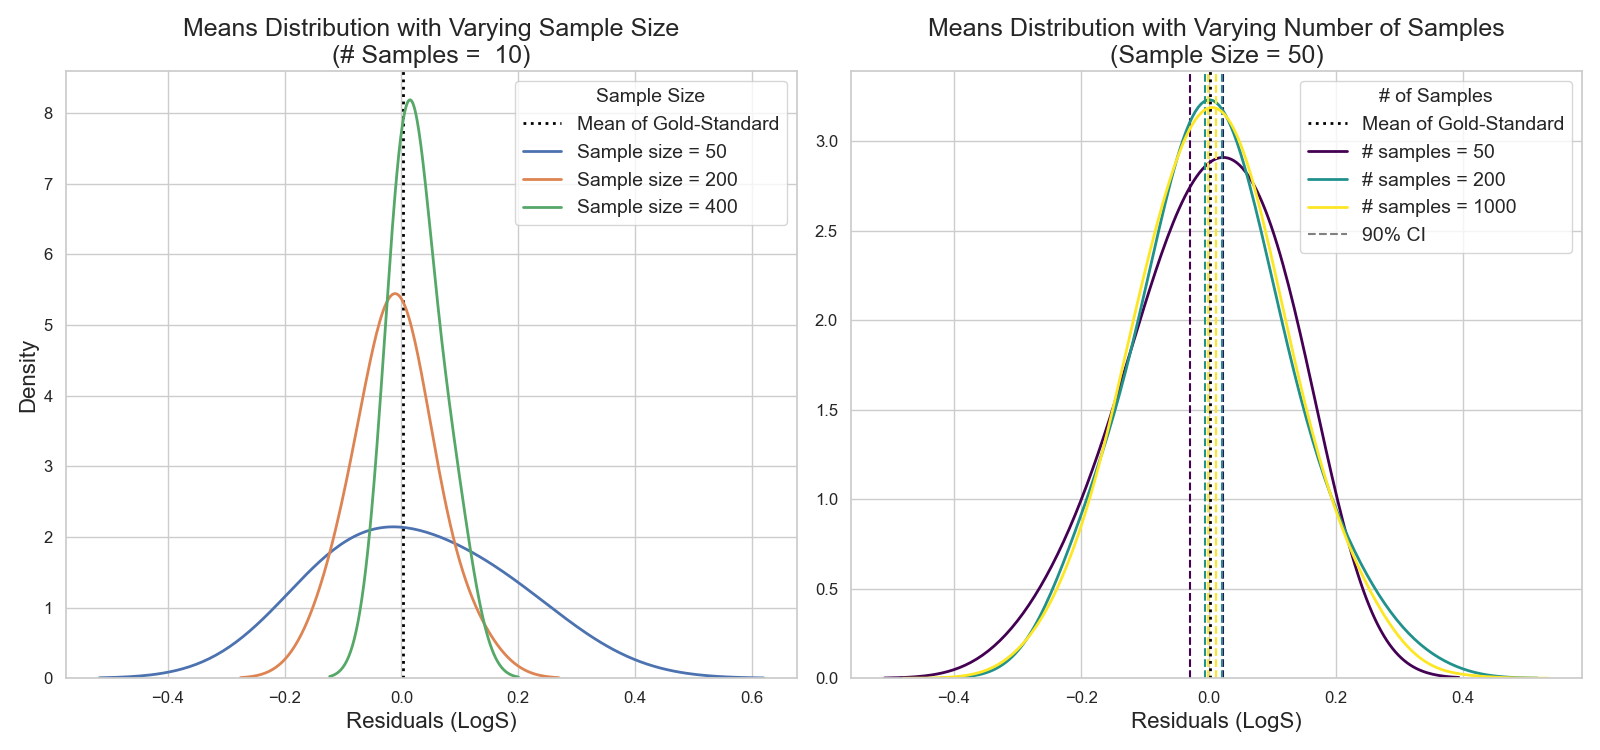 Means Distribution with Varying Sample Size
(# Samples =  10)
Sample Size
Mean of Gold-Standard
Sample size = 50
Sample size = 200
Sample size = 400
8
7
6
5
4
3
2
1
0
Density
−0.4
−0.2
0.0
0.2
0.4
0.6
Residuals (LogS)
Means Distribution with Varying Number of Samples
(Sample Size = 50)
# of Samples
Mean of Gold-Standard
# samples = 50
# samples = 200
# samples = 1000
90% CI
3.0
2.5
2.0
1.5
1.0
0.5
0.0
−0.4
−0.2
0.0
0.2
0.4
Residuals (LogS)